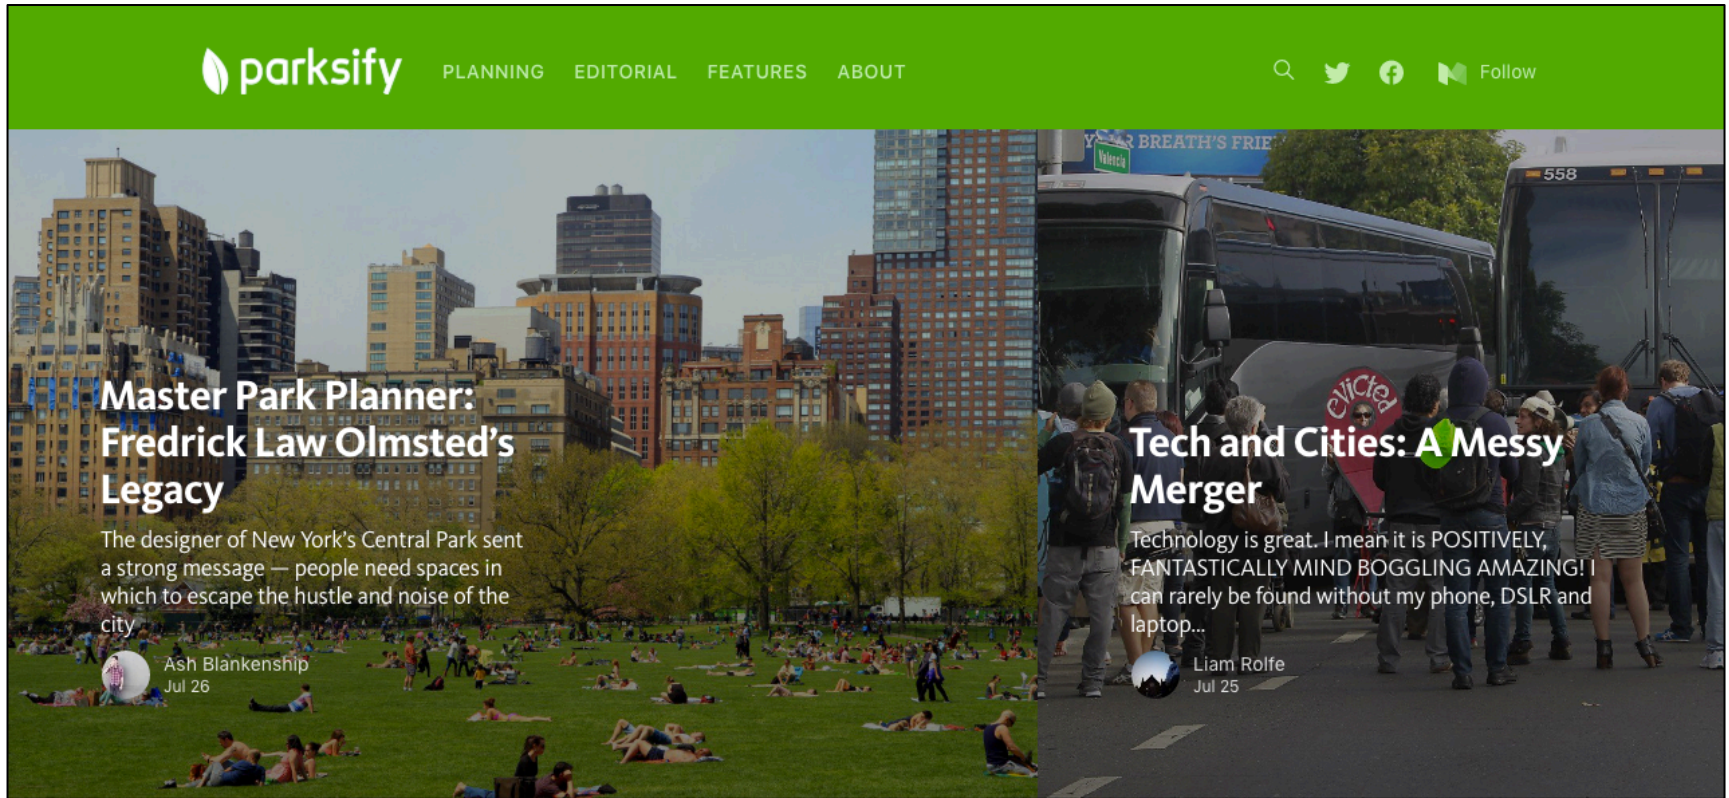 parksify
PLANNING EDITORIAL FEATURES ABOUT
Follow
Master Park Planner:
Fredrick Law Olmsted’s
Legacy
The designer of New York’s Central Park sent
a strong message — people need spaces in
which to escape the hustle and noise of the
city
Ash Blankenship
Jul 26
BREATH'S
Valencia
558
evicted
Tech and Cities: A Messy
Merger
Technology is great. I mean it is POSITIVELY,
FANTASTICALLY MIND BOGGLING AMAZING! I
can rarely be found without my phone, DSLR and
laptop...
Liam Rolfe
Jul 25